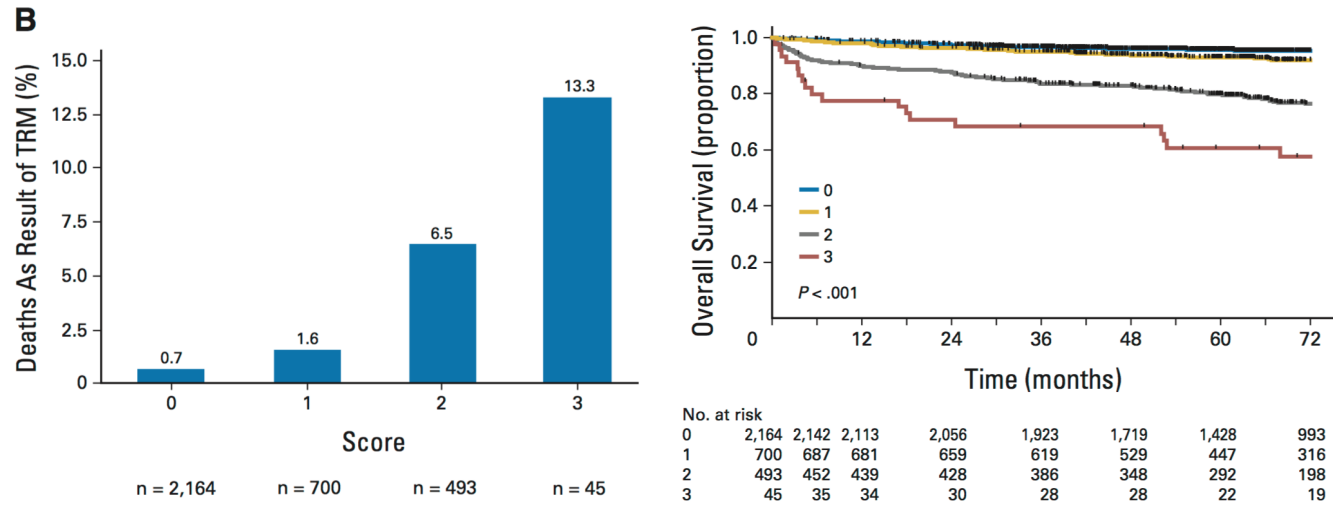 B
Deaths As Result of TRM (%)
15.0
12.5
10.0
7.5
5.0
2.5
0
0.7
1.6
6.5
13.3
0 1 2 3
Score
n = 2,164 n = 700 n = 493 n = 45
Overall Survival (proportion)
1.0
0.8
0.6
0.4
0.2
0
1
2
3
P < .001
0 12 24 36 48 60 72
Time (months)
No. at risk
0 2,164 2,142 2,113 2,056 1,923 1,719 1,428 993
1 700 687 681 659 619 529 447 316
2 493 452 439 428 386 348 292 198
3 45 35 34 30 28 28 22 19